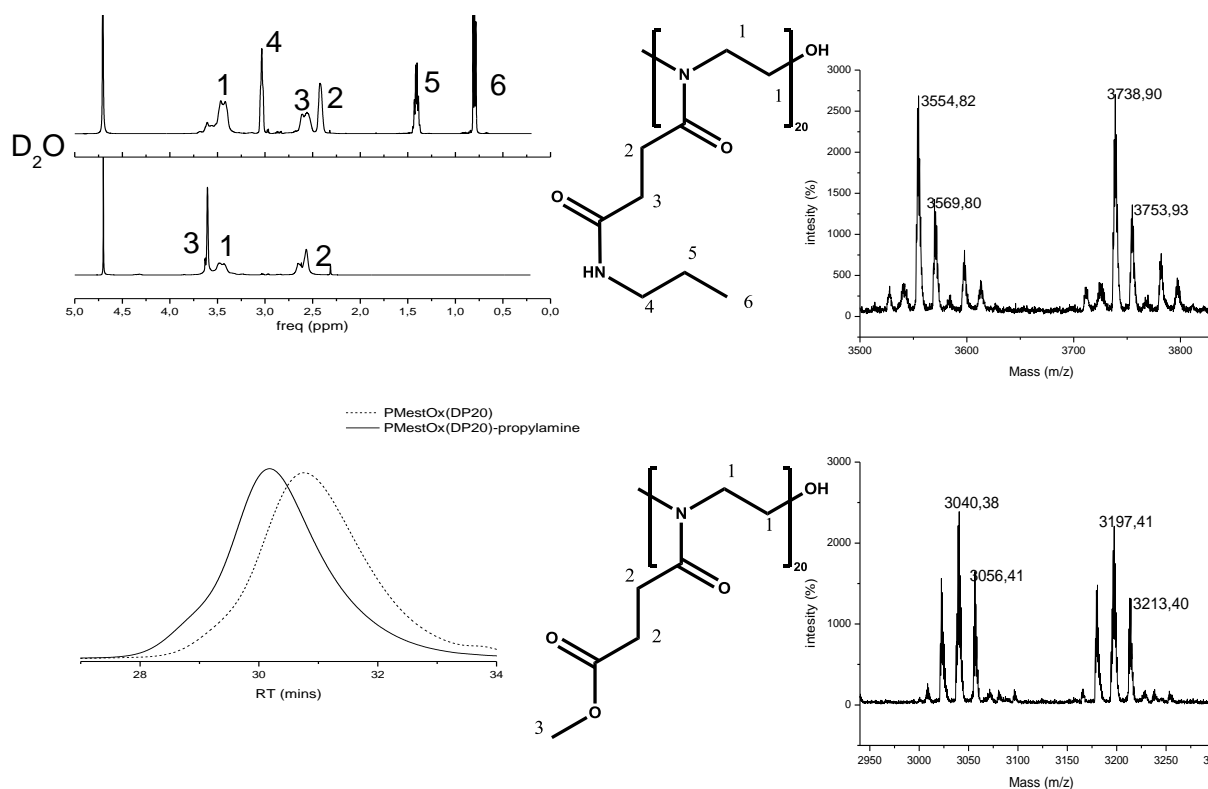 4
6
1
3
2
5
D2O
3
1
2
5,0 4,5 4,0 3,5 3,0 2,5 2,0 1,5 1,0 0,5 0,0
freq (ppm)
1
OH
N
1
20
2
O
O
3
HN
5
4
6
3554,82
3738,90
3569,80
3753,93
3000
2500
2000
1500
1000
500
0
intesity (%)
3500 3600 3700 3800
Mass (m/z)
PMestOx(DP20)
PMestOx(DP20)-propylamine
28 30 32 34
RT (mins)
1
OH
N
1
20
2
O
2
O
O
3
3040,38
3197,41
3056,41
3213,40
3000
2000
1000
0
intesity (%)
2950 3000 3050 3100 3150 3200 3250
Mass (m/z)